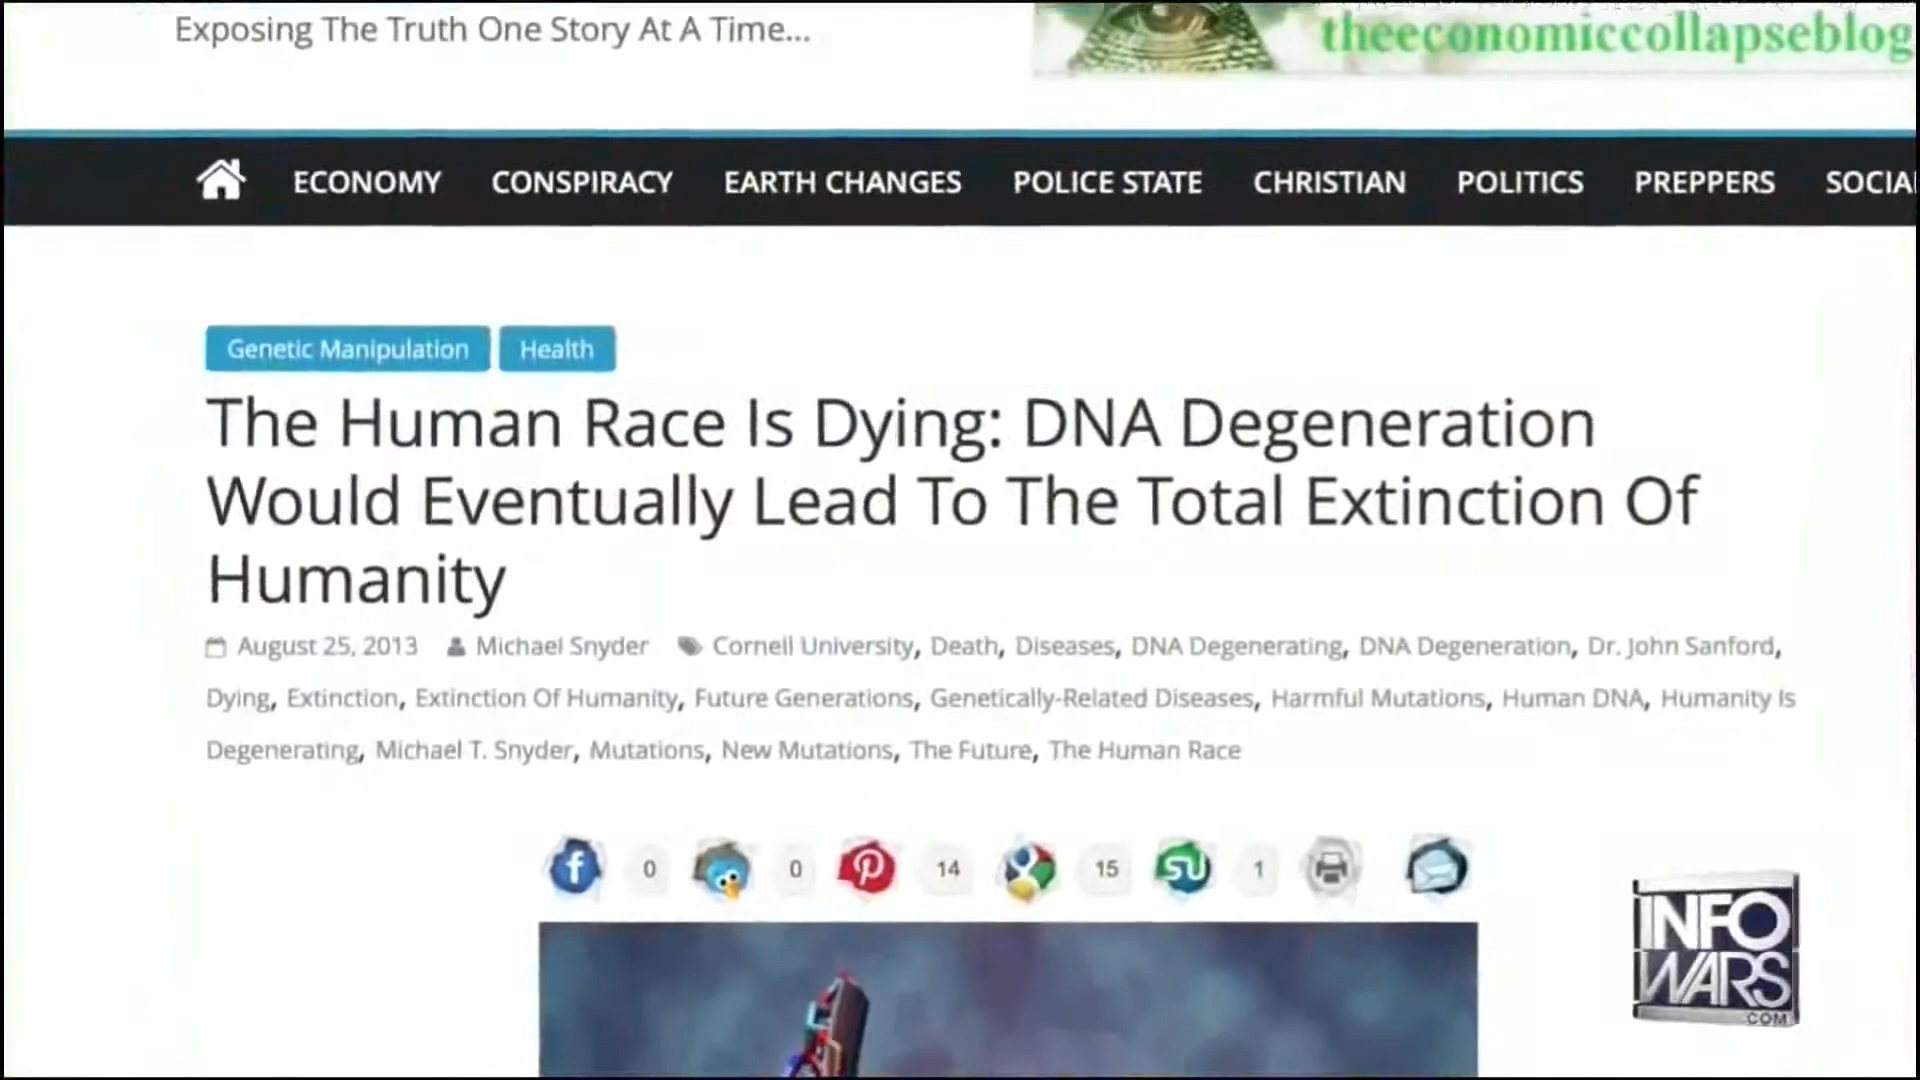 Exposing The Truth One Story At A Time...
theeconomiccollapseblog
ECONOMY CONSPIRACY EARTH CHANGES POLICE STATE CHRISTIAN POLITICS PREPPERS SOCIAL
Genetic Manipulation Health
The Human Race Is Dying: DNA Degeneration
Would Eventually Lead To The Total Extinction Of
Humanity
August 25, 2013 Michael Snyder Cornell University, Death, Diseases, DNA Degenerating, DNA Degeneration, Dr. John Sanford,
Dying, Extinction, Extinction Of Humanity, Future Generations, Genetically-Related Diseases, Harmful Mutations, Human DNA, Humanity Is
Degenerating, Michael T. Snyder, Mutations, New Mutations, The Future, The Human Race
0 0 14 15 1
INFO
WARS
.COM